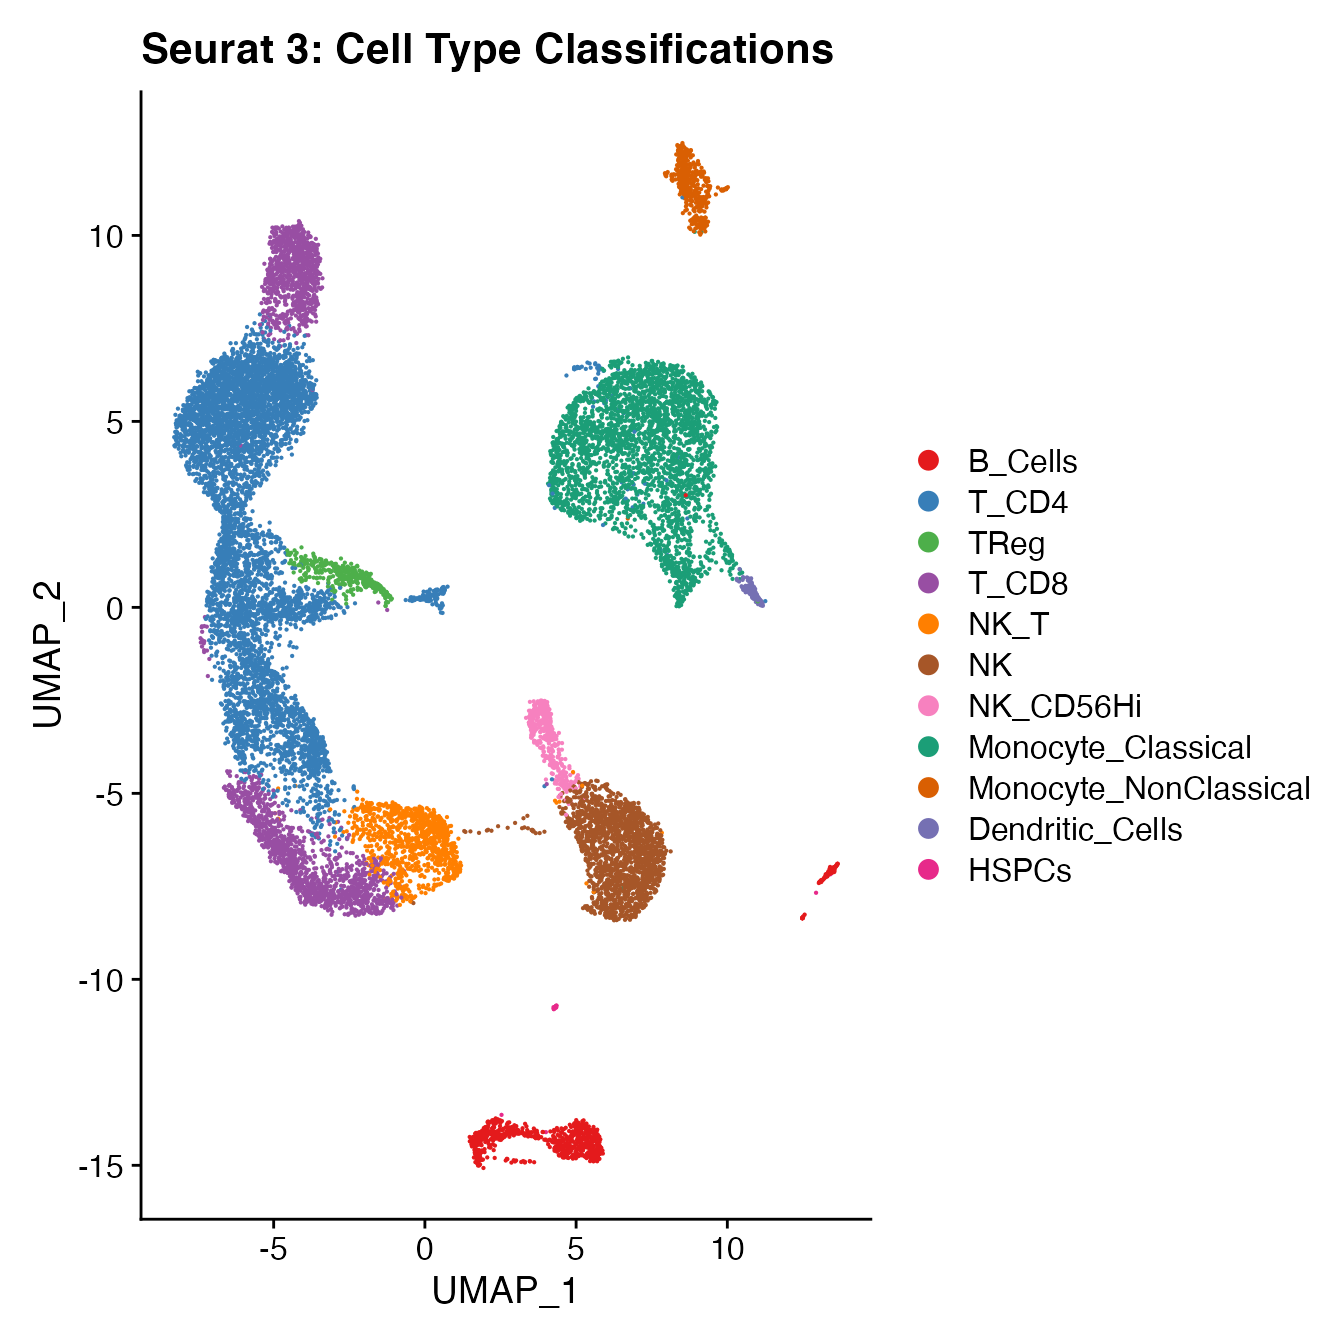 Seurat 3: Cell Type Classifications
10
5
0
-5
-10
-15
UMAP_2
-5
0
5
10
UMAP_1
B_Cells
T_CD4
TReg
T_CD8
NK_T
NK
NK_CD56Hi
Monocyte_Classical
Monocyte_NonClassical
Dendritic_Cells
HSPCs